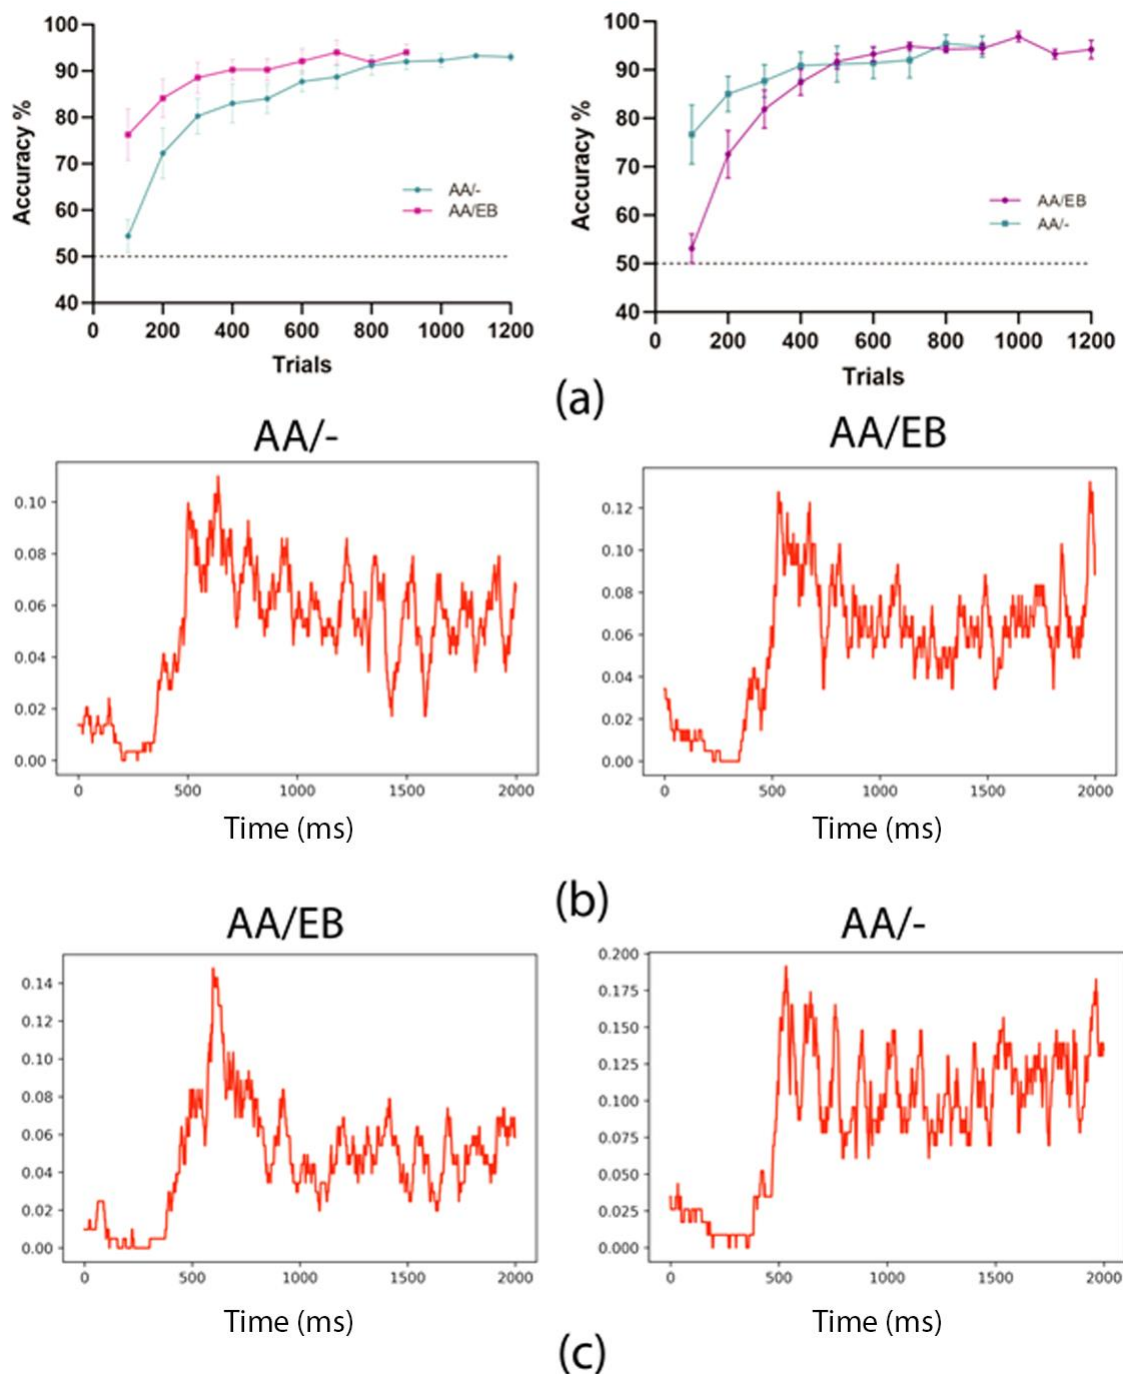 100
90
80
70
60
50
40
Accuracy %
AA/-
AA/EB
0 200 400 600 800 1000 1200
Trials
100
90
80
70
60
50
40
Accuracy %
AA/EB
AA/-
0 200 400 600 800 1000 1200
Trials
(a)
AA/-
0.10
0.08
0.06
0.04
0.02
0.00
0 500 1000 1500 2000
Time (ms)
AA/EB
0.12
0.10
0.08
0.06
0.04
0.02
0.00
0 500 1000 1500 2000
Time (ms)
(b)
AA/EB
0.14
0.12
0.10
0.08
0.06
0.04
0.02
0.00
0 500 1000 1500 2000
Time (ms)
AA/-
0.200
0.175
0.150
0.125
0.100
0.075
0.050
0.025
0.000
0 500 1000 1500 2000
Time (ms)
(c)